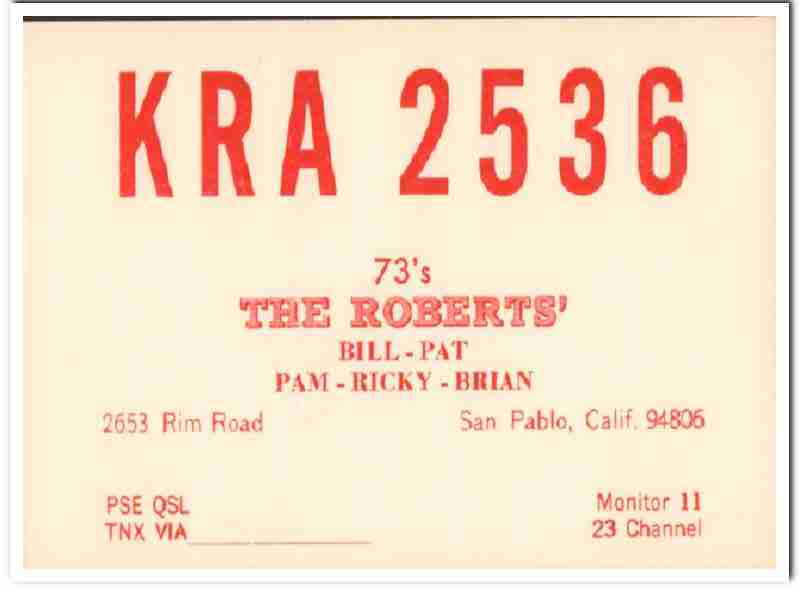 KRA 2536
73's
THE ROBERTS'
BILL - PAT
PAM - RICKY - BRIAN
2653 Rim Road San Pablo, Calif. 94806
PSE QSL Monitor 11
TNX VIA 23 Channel